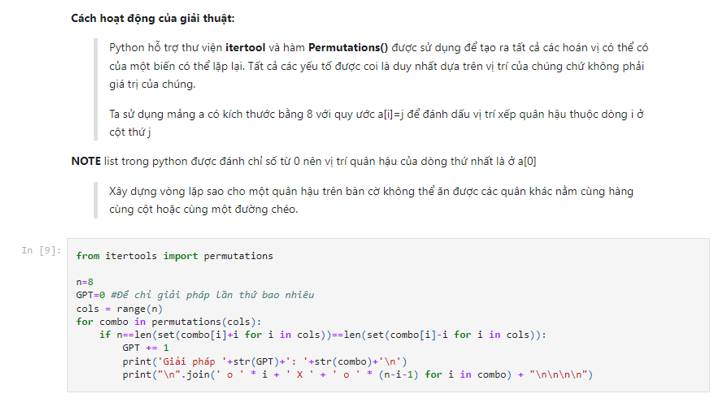 Cách hoạt động của giải thuật:
Python hỗ trợ thư viện itertool và hàm Permutations() được sử dụng để tạo ra tất cả các hoán vị có thể có
của một biến có thể lặp lại. Tất cả các yếu tố được coi là duy nhất dựa trên vị trí của chúng chứ không phải
giá trị của chúng.
Ta sử dụng mảng a có kích thước bằng 8 với quy ước a[i]=j để đánh dấu vị trí xếp quân hậu thuộc dòng i ở
cột thứ j
NOTE list trong python được đánh chỉ số từ 0 nên vị trí quân hậu của dòng thứ nhất là ở a[0]
Xây dựng vòng lặp sao cho một quân hậu trên bàn cờ không thể ăn được các quân khác nằm cùng hàng
cùng cột hoặc cùng một đường chéo.
In [9]:
from itertools import permutations
n=8
GPT=0 #Để chỉ giải pháp lần thứ bao nhiêu
cols = range(n)
for combo in permutations(cols):
    if n==len(set(combo[i]+i for i in cols))==len(set(combo[i]-i for i in cols)):
        GPT += 1
        print('Giải pháp '+str(GPT)+': '+str(combo)+'\n')
        print("\n".join(' o ' * i + ' X ' + ' o ' * (n-i-1) for i in combo) + "\n\n\n\n")